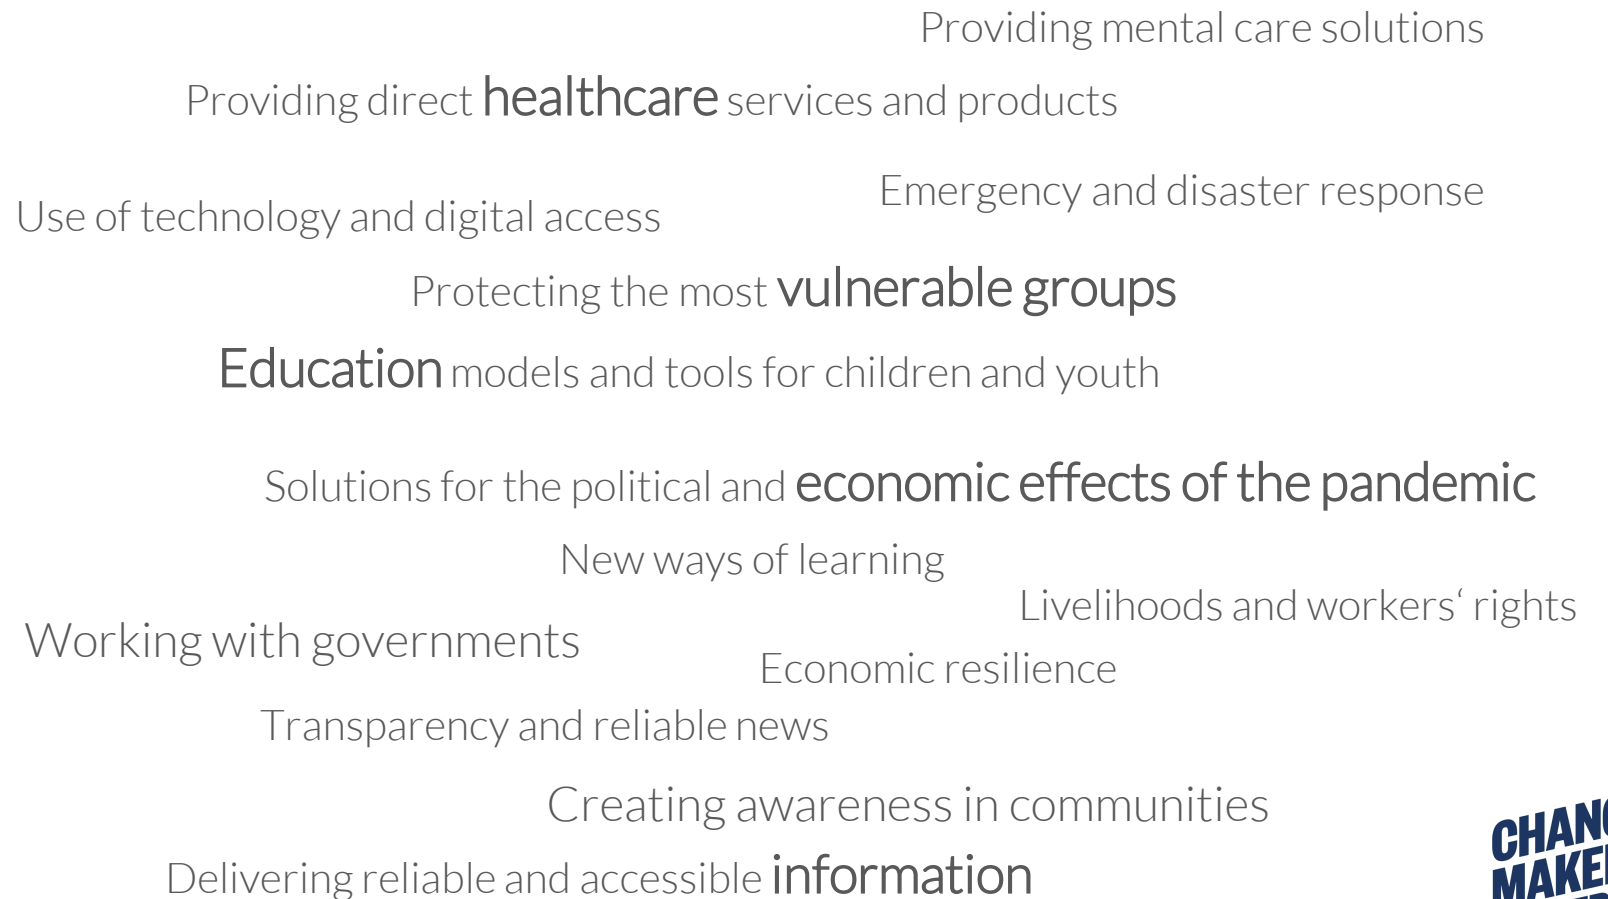 Providing mental care solutions
Providing direct healthcare services and products
Emergency and disaster response
Use of technology and digital access
Protecting the most vulnerable groups
Education models and tools for children and youth
Solutions for the political and economic effects of the pandemic
New ways of learning
Livelihoods and workers‘ rights
Working with governments
Economic resilience
Transparency and reliable news
Creating awareness in communities
Delivering reliable and accessible information